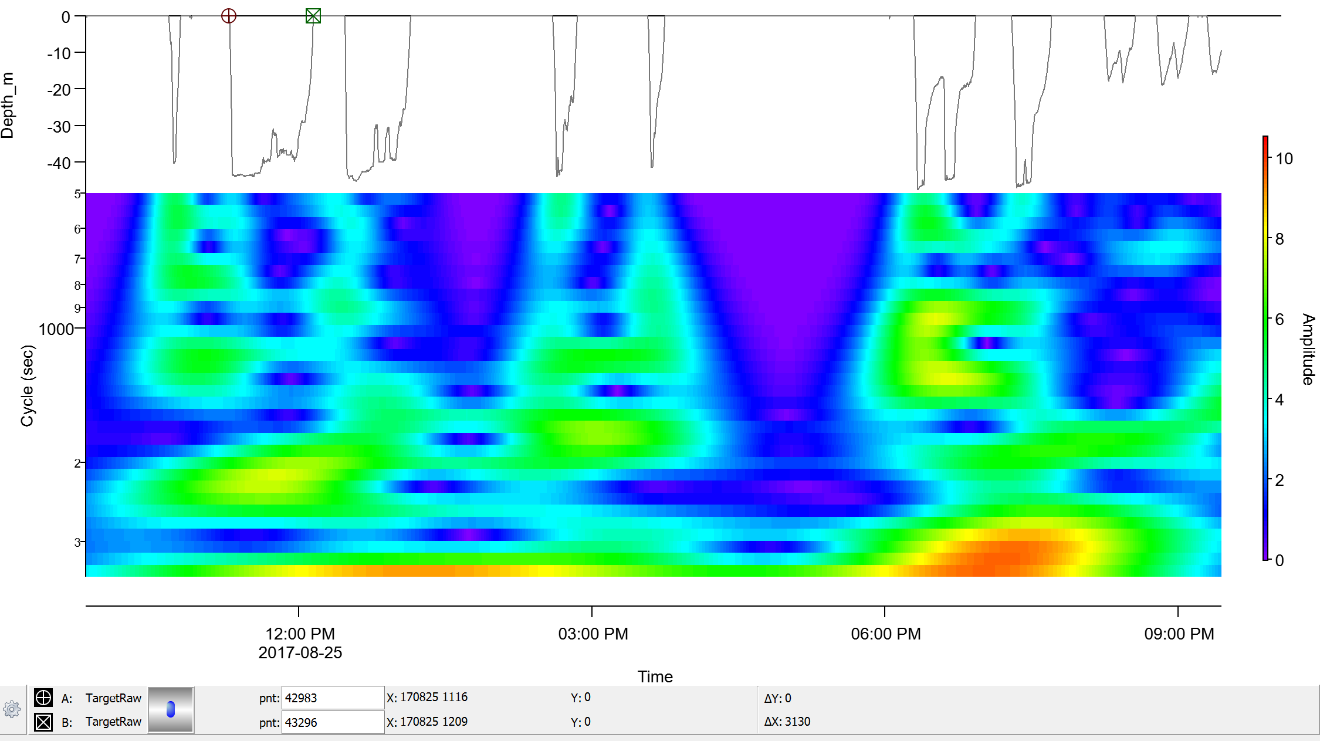 0
-10
-20
-30
-40
Depth_m
5
6
7
8
9
1000
2
3
Cycle (sec)
10
8
6
4
2
0
Amplitude
12:00 PM
2017-08-25
03:00 PM
06:00 PM
09:00 PM
Time
A: TargetRaw pnt: 42983 X: 170825 1116 Y: 0 ΔY: 0
B: TargetRaw pnt: 43296 X: 170825 1209 Y: 0 ΔX: 3130